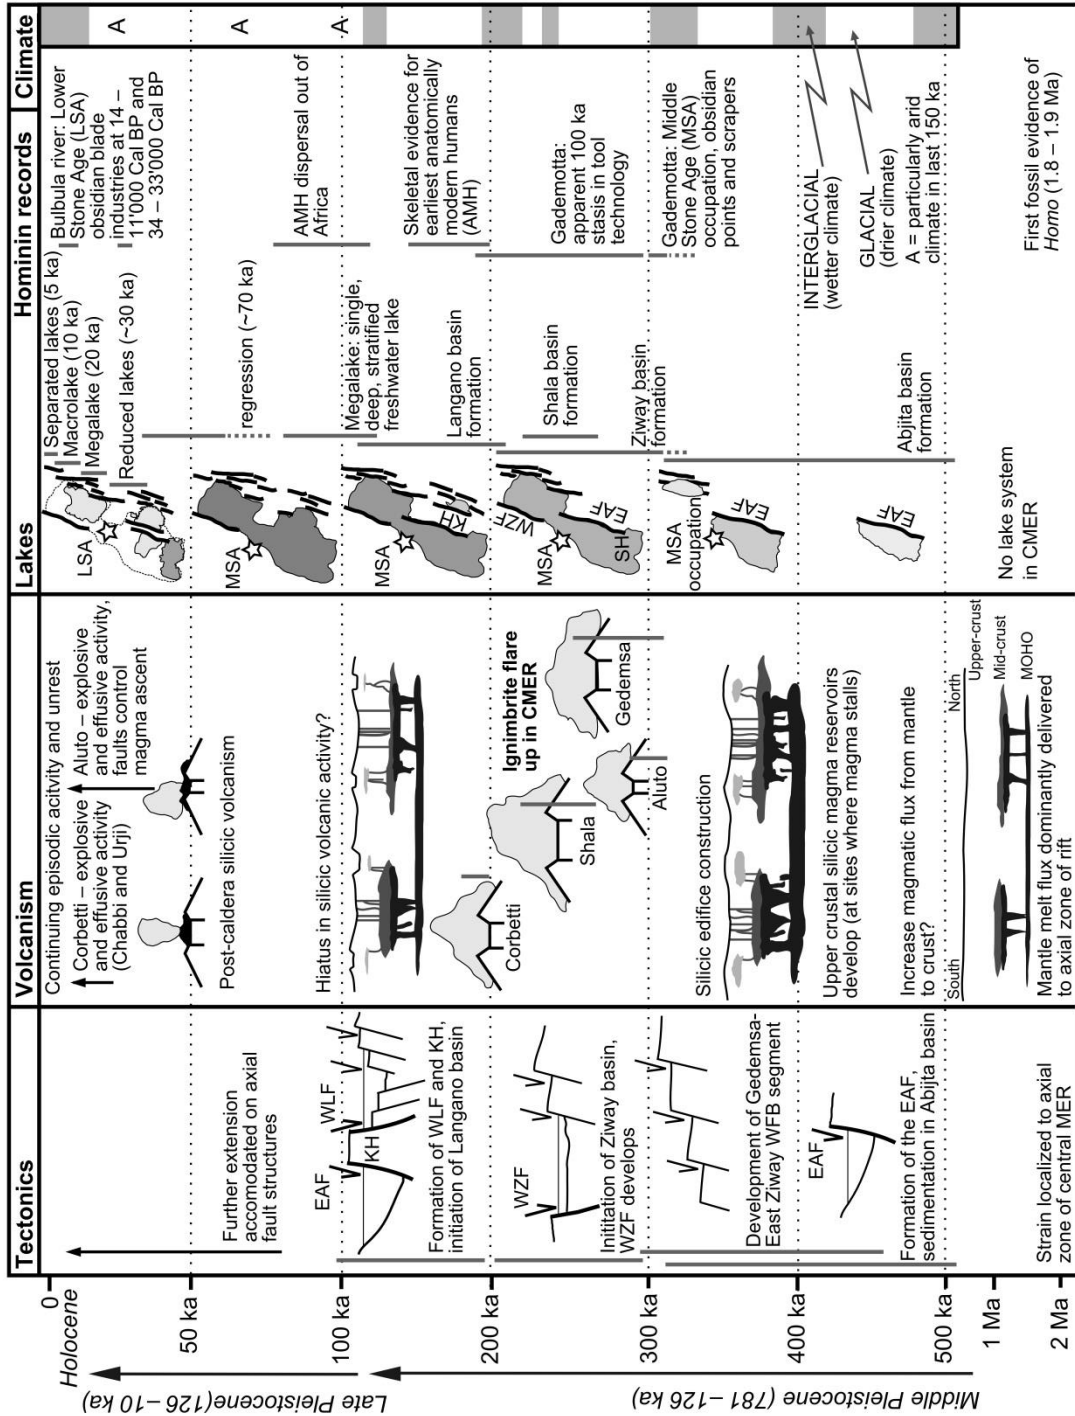 Tectonics
Volcanism
Lakes
Hominin records
Climate
0
Holocene
50 ka
100 ka
200 ka
300 ka
400 ka
500 ka
1 Ma
2 Ma
Late Pleistocene(126–10 ka)
Middle Pleistocene (781–126 ka)
Further extension
accomodated on axial
fault structures
EAF
WLF
KH
Formation of WLF and KH,
initiation of Langano basin
WZF
Inititation of Ziway basin,
WZF develops
Development of Gedemsa-
East Ziway WFB segment
EAF
Formation of the EAF,
sedimentation in Abijta basin
Strain localized to axial
zone of central MER
Continuing episodic activity and unrest
Corbetti – explosive
and effusive activity
(Chabbi and Urji)
Aluto – explosive
and effusive activity,
faults control
magma ascent
Post-caldera silicic volcanism
Hiatus in silicic volcanic activity?
Corbetti
Shala
Aluto
Gedemsa
Ignimbrite flare
up in CMER
Silicic edifice construction
Upper crustal silicic magma reservoirs
develop (at sites where magma stalls)
Increase magmatic flux from mantle
to crust?
South
North
Upper-crust
Mid-crust
MOHO
Mantle melt flux dominantly delivered
to axial zone of rift
LSA
MSA
MSA
KH
MSA
WZF
SH
EAF
MSA
occupation
EAF
EAF
No lake system
in CMER
Separated lakes (5 ka)
Macrolake (10 ka)
Megalake (20 ka)
Reduced lakes (~30 ka)
regression (~70 ka)
Megalake: single,
deep, stratified
freshwater lake
Langano basin
formation
Shala basin
formation
Ziway basin
formation
Abjita basin
formation
Bulbula river: Lower
Stone Age (LSA)
obsidian blade
industries at 14 –
11'000 Cal BP and
34 – 33'000 Cal BP
AMH dispersal out of
Africa
Skeletal evidence for
earliest anatomically
modern humans
(AMH)
Gademotta:
apparent 100 ka
stasis in tool
technology
Gademotta: Middle
Stone Age (MSA)
occupation, obsidian
points and scrapers
INTERGLACIAL
(wetter climate)
GLACIAL
(drier climate)
A = particularly arid
climate in last 150 ka
First fossil evidence of
Homo (1.8 – 1.9 Ma)
A
A
A